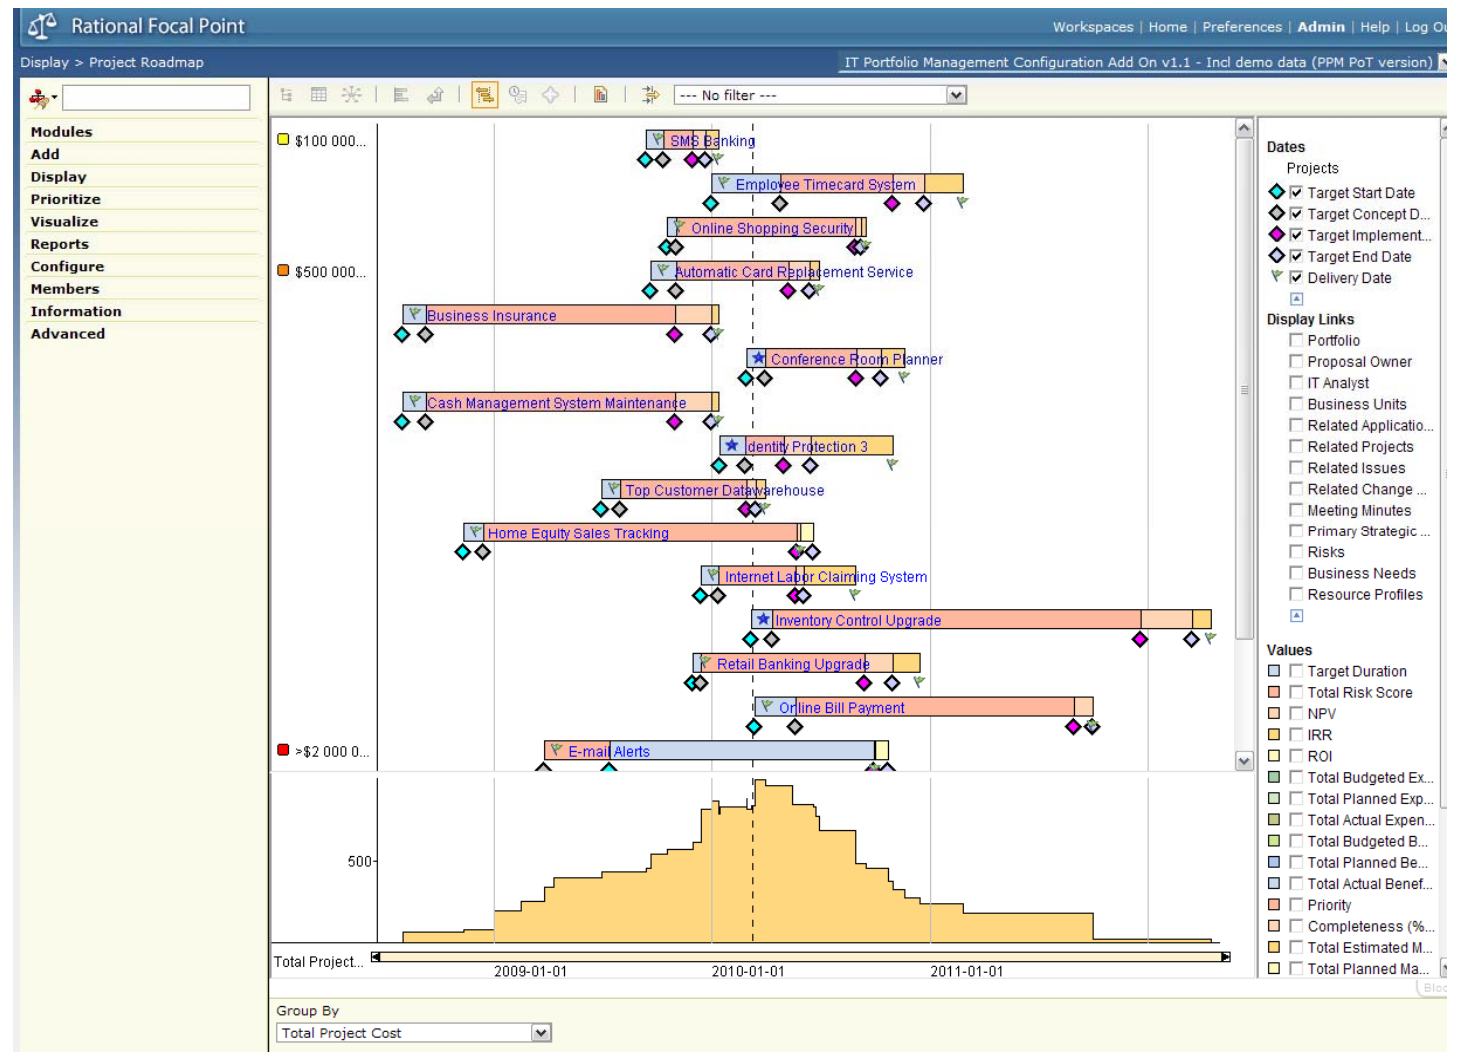 Rational Focal Point
Workspaces | Home | Preferences | Admin | Help | Log Ou
Display > Project Roadmap
IT Portfolio Management Configuration Add On v1.1 - Incl demo data (PPM PoT version)
--- No filter ---
Modules
Add
Display
Prioritize
Visualize
Reports
Configure
Members
Information
Advanced
$100 000...
SMS Banking
Employee Timecard System
Online Shopping Security
$500 000...
Automatic Card Replacement Service
Business Insurance
Conference Room Planner
Cash Management System Maintenance
Identity Protection 3
Top Customer Datawarehouse
Home Equity Sales Tracking
Internet Labor Claiming System
Inventory Control Upgrade
Retail Banking Upgrade
Online Bill Payment
>$2 000 0...
E-mail Alerts
500
Total Project...
2009-01-01
2010-01-01
2011-01-01
Dates
Projects
Target Start Date
Target Concept D...
Target Implement...
Target End Date
Delivery Date
Display Links
Portfolio
Proposal Owner
IT Analyst
Business Units
Related Applicatio...
Related Projects
Related Issues
Related Change ...
Meeting Minutes
Primary Strategic ...
Risks
Business Needs
Resource Profiles
Values
Target Duration
Total Risk Score
NPV
IRR
ROI
Total Budgeted Ex...
Total Planned Exp...
Total Actual Expen...
Total Budgeted B...
Total Planned Be...
Total Actual Benef...
Priority
Completeness (%...
Total Estimated M...
Total Planned Ma...
Bloc
Group By
Total Project Cost